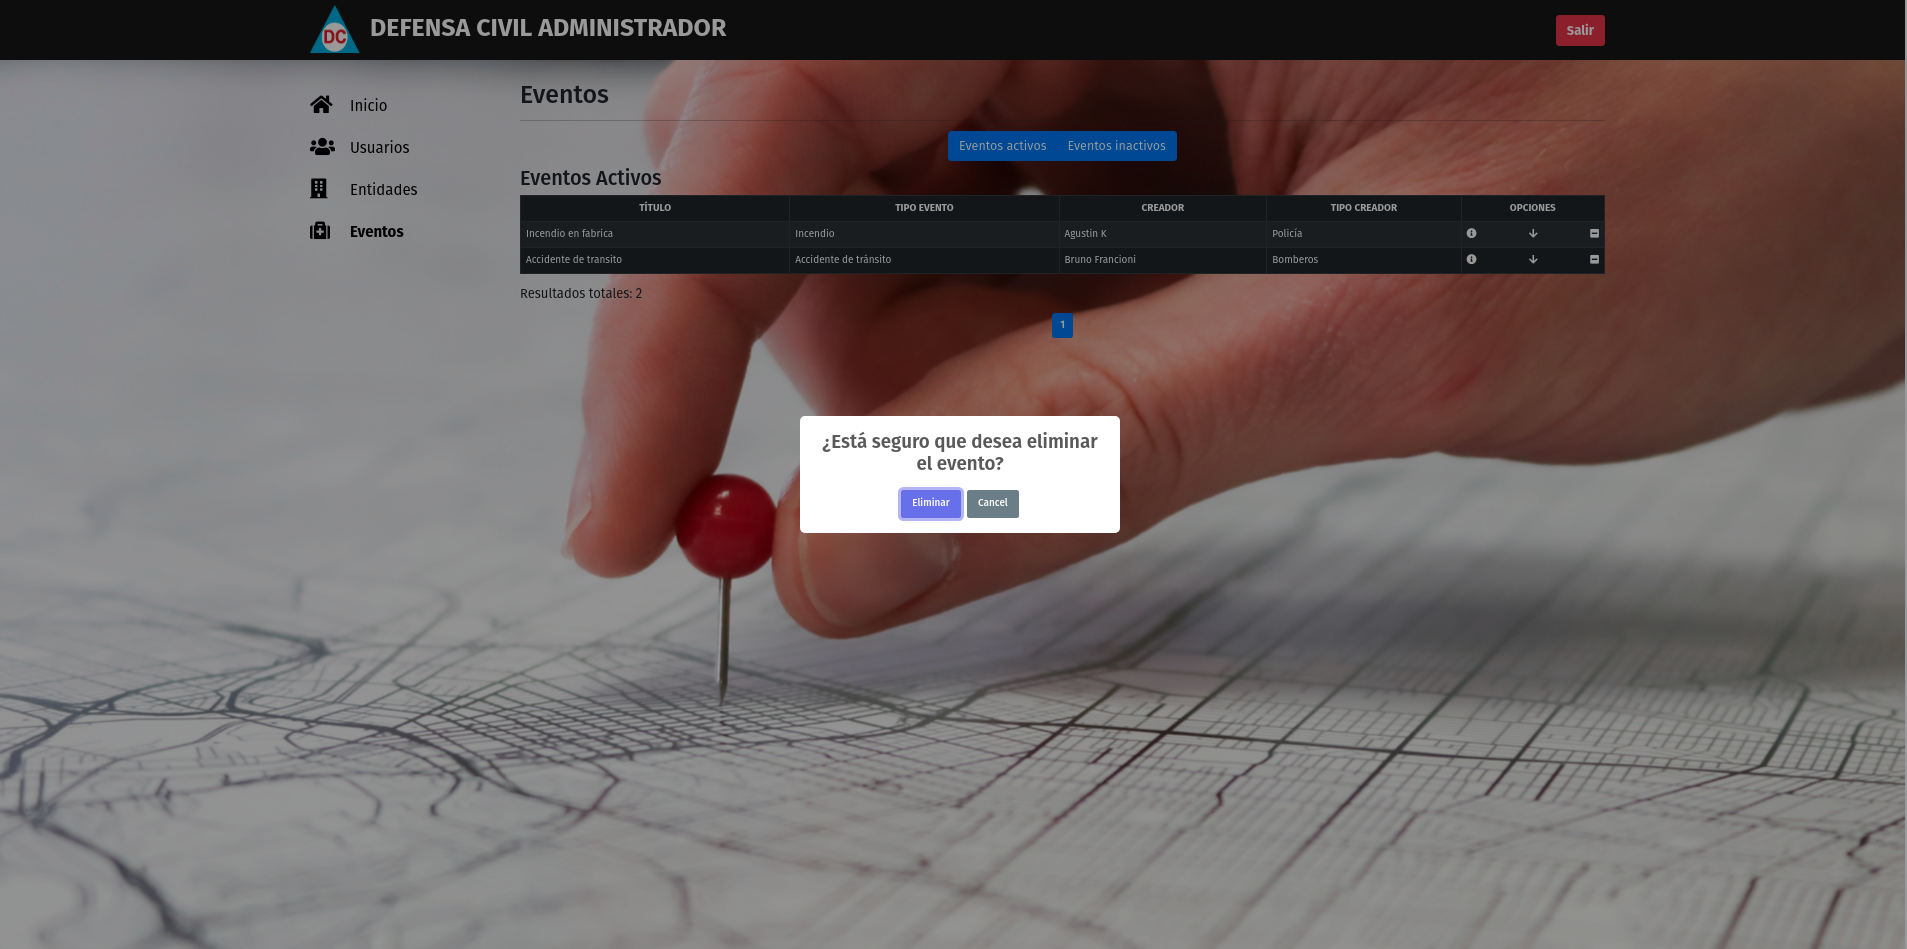 DC
DEFENSA CIVIL ADMINISTRADOR
Salir
Inicio
Usuarios
Entidades
Eventos
Eventos
Eventos activos Eventos inactivos
Eventos Activos
TÍTULO TIPO EVENTO CREADOR TIPO CREADOR OPCIONES
Incendio en fabrica Incendio Agustin K Policía
Accidente de transito Accidente de tránsito Bruno Francioni Bomberos
Resultados totales: 2
1
¿Está seguro que desea eliminar
el evento?
Eliminar Cancel